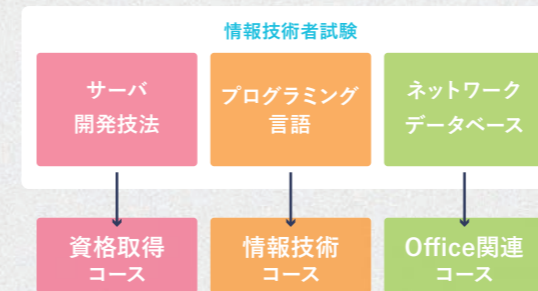 情報技術者試験
サーバ
開発技法
プログラミング
言語
ネットワーク
データベース
資格取得
コース
情報技術
コース
Office関連
コース